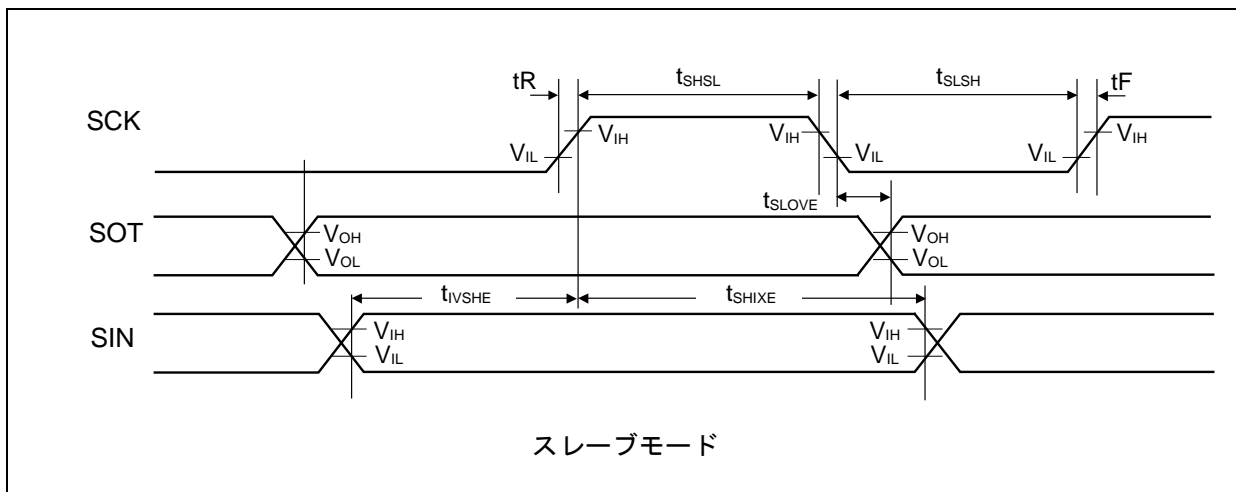 tR tSHSL tSLSH tF
SCK
VIH VIH VIH
VIL VIL VIL
tSLOVE
SOT
VOH VOH
VOL VOL
tIVSHE tSHIXE
SIN
VIH VIH
VIL VIL
スレーブモード